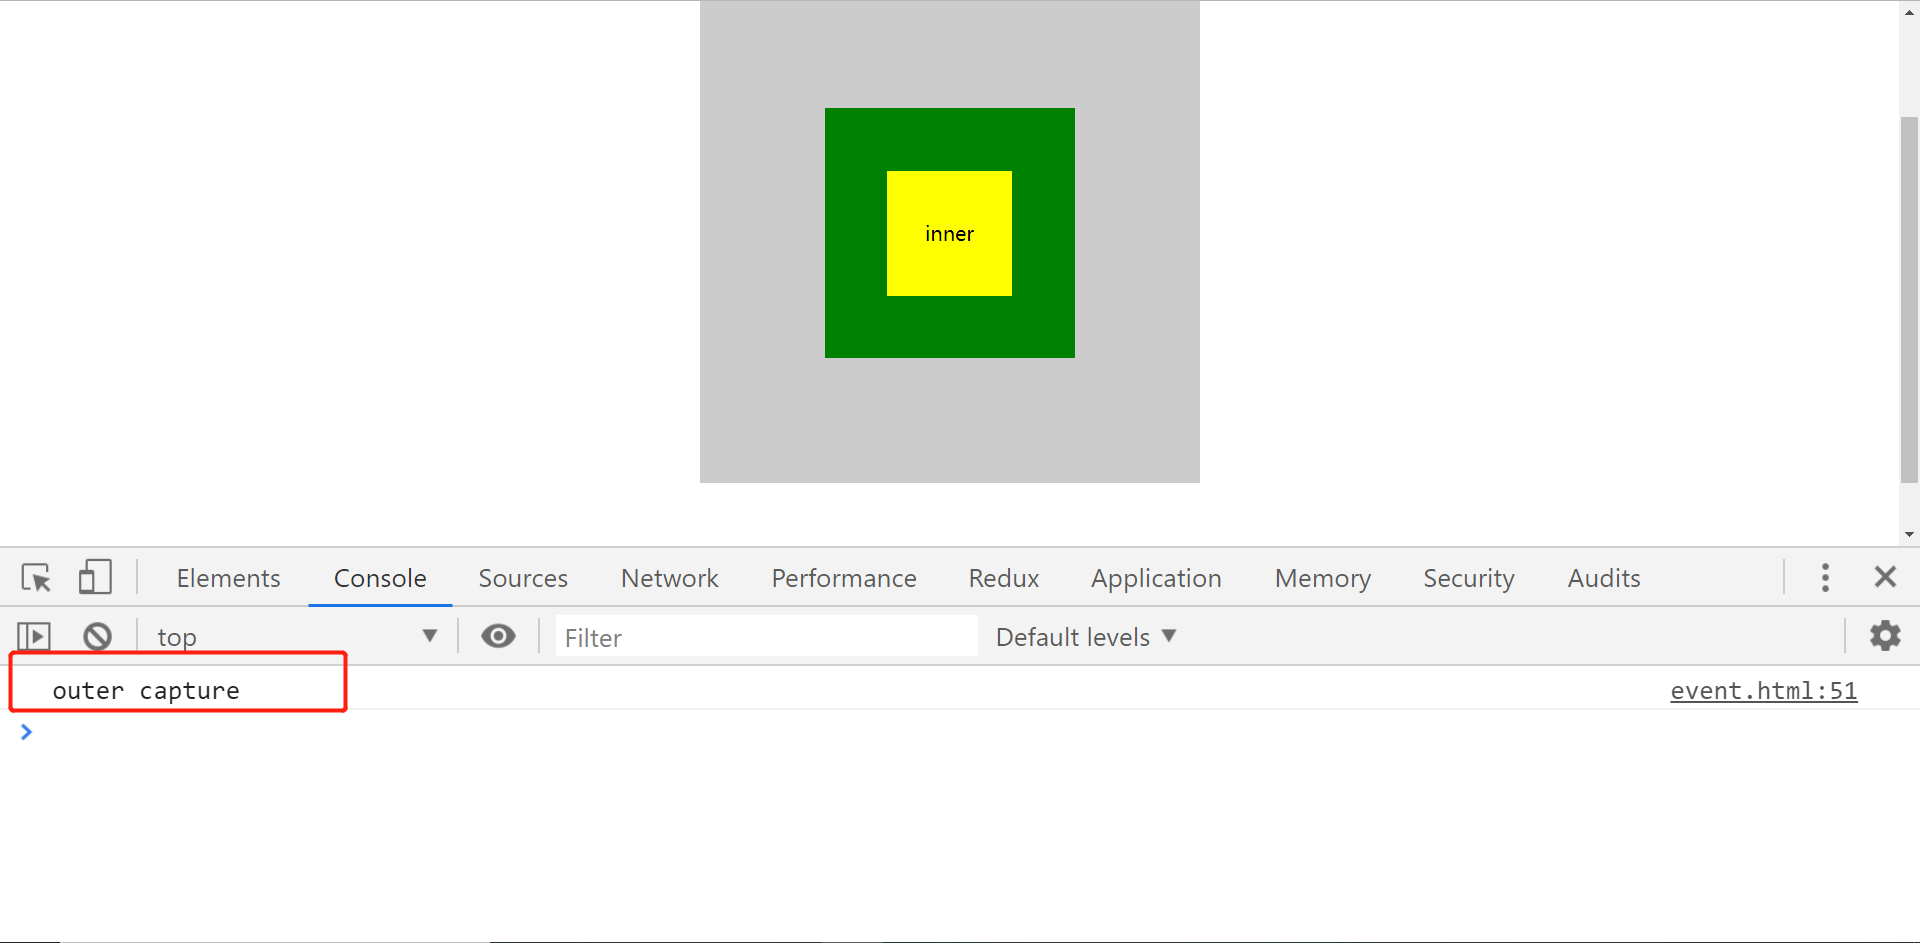 inner
Elements Console Sources Network Performance Redux Application Memory Security Audits
top Filter Default levels
outer capture event.html:51